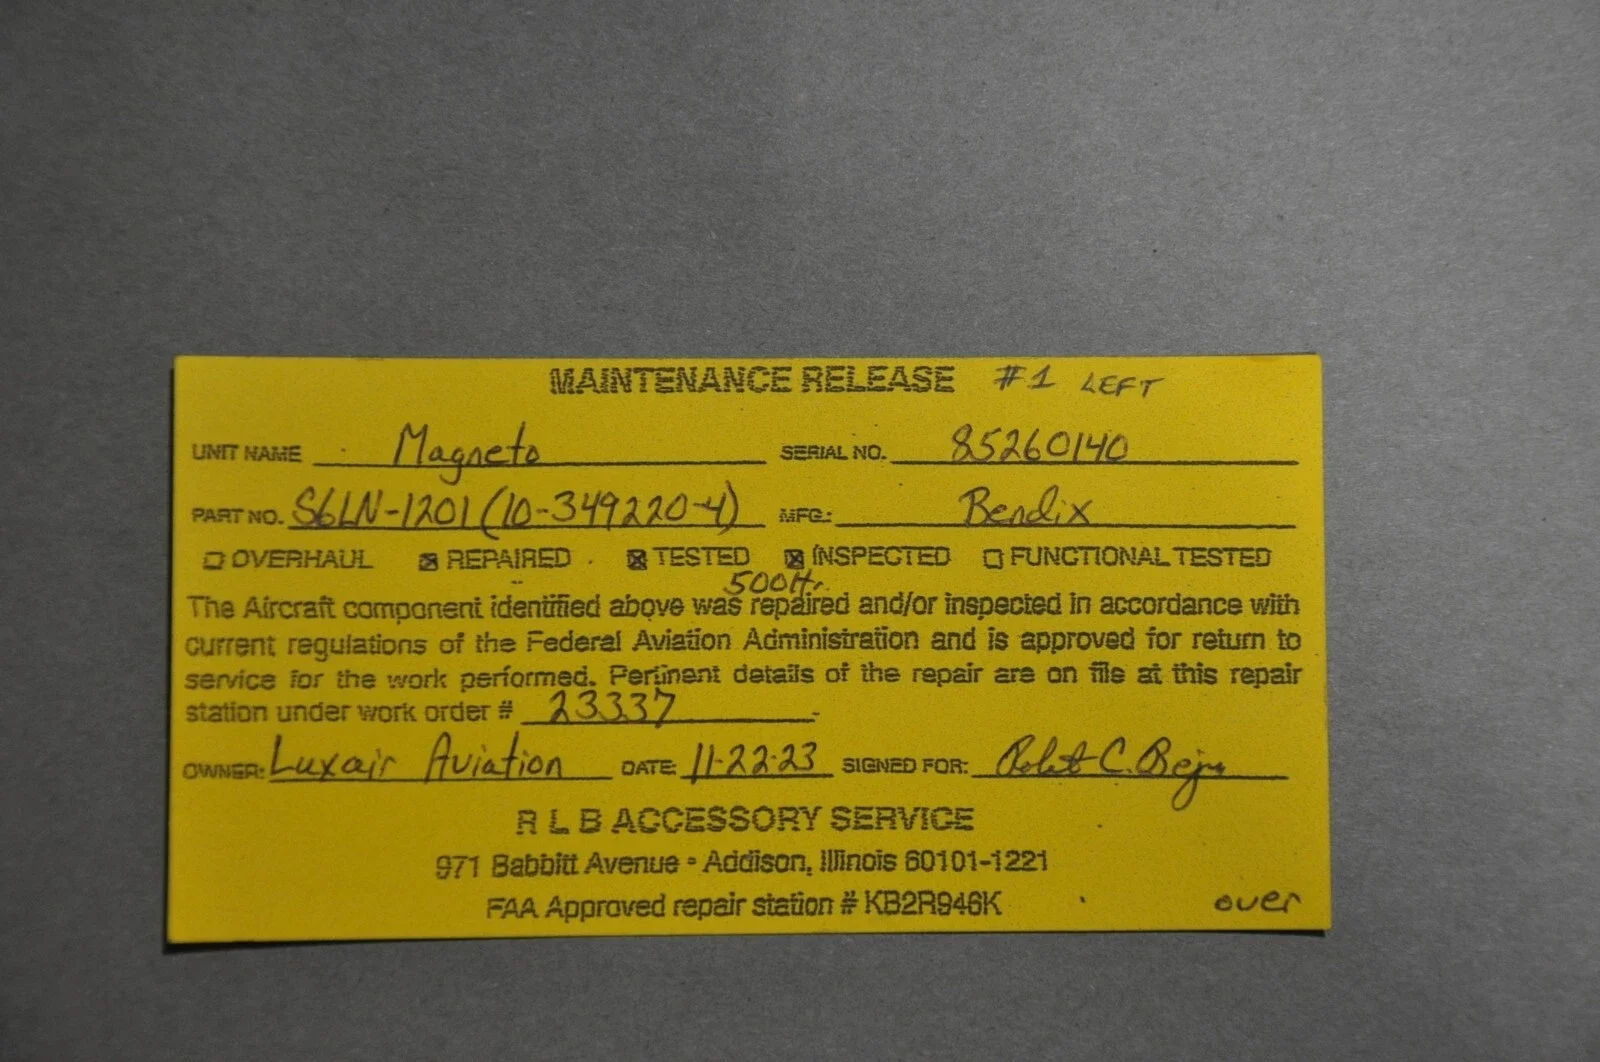 MAINTENANCE RELEASE #1 LEFT
UNIT NAME Magneto SERIAL NO. 85260140
PART NO. S6LN-1201 (10-349220-4) MFG.: Bendix
☐ OVERHAUL ☒ REPAIRED ☒ TESTED ☒ INSPECTED ☐ FUNCTIONAL TESTED
500Hr.
The Aircraft component identified above was repaired and/or inspected in accordance with
current regulations of the Federal Aviation Administration and is approved for return to
service for the work performed. Pertinent details of the repair are on file at this repair
station under work order # 23337
OWNER: Luxair Aviation DATE: 11-22-23 SIGNED FOR: Robert C.
R L B ACCESSORY SERVICE
971 Babbitt Avenue • Addison, Illinois 60101-1221
FAA Approved repair station # KB2R946K
over